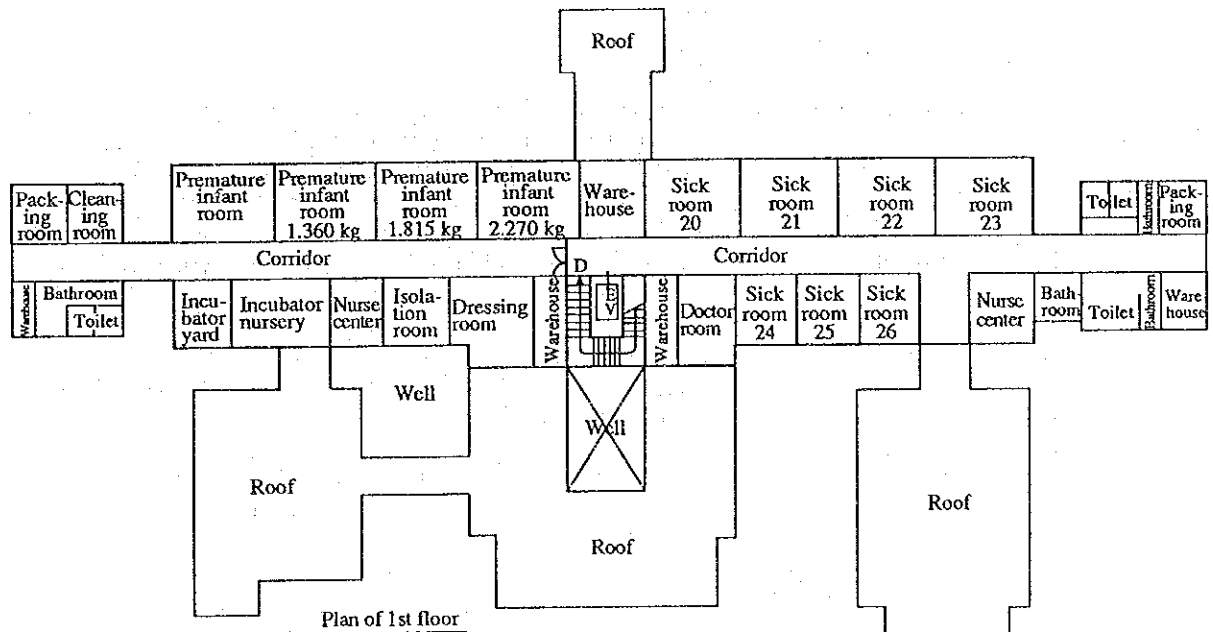 Roof
Premature
infant
room
Premature
infant
room
1.360 kg
Premature
infant
room
1.815 kg
Premature
infant
room
2.270 kg
Ware-
house
Sick
room
20
Sick
room
21
Sick
room
22
Sick
room
23
Pack-
ing
room
Clean-
ing
room
Toilet
Bathroom
Pack-
ing
room
Corridor
D
Corridor
Warehouse
Bathroom
Toilet
Incu-
bator
yard
Incubator
nursery
Nurse
center
Isola-
tion
room
Dressing
room
Warehouse
Warehouse
Doctor
room
Sick
room
24
Sick
room
25
Sick
room
26
Nurse
center
Bath
room
Toilet
Bathroom
Ware
house
Well
Well
Roof
Roof
Roof
Plan of 1st floor